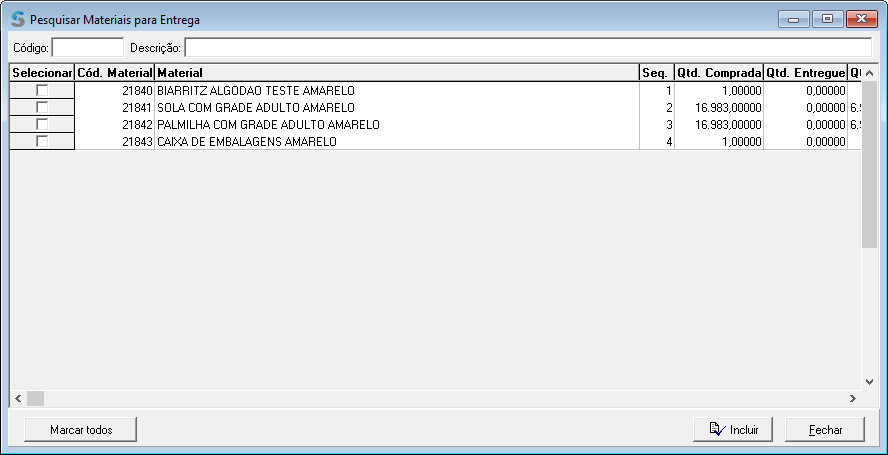 Pesquisar Materiais para Entrega
Código: Descrição:
Selecionar Cód. Material Material Seq. Qtd. Comprada Qtd. Entregue Qt
21840 BIARRITZ ALGODAO TESTE AMARELO 1 1,00000 0,00000
21841 SOLA COM GRADE ADULTO AMARELO 2 16.983,00000 0,00000 6.9
21842 PALMILHA COM GRADE ADULTO AMARELO 3 16.983,00000 0,00000 6.9
21843 CAIXA DE EMBALAGENS AMARELO 4 1,00000 0,00000
Marcar todos Incluir Fechar